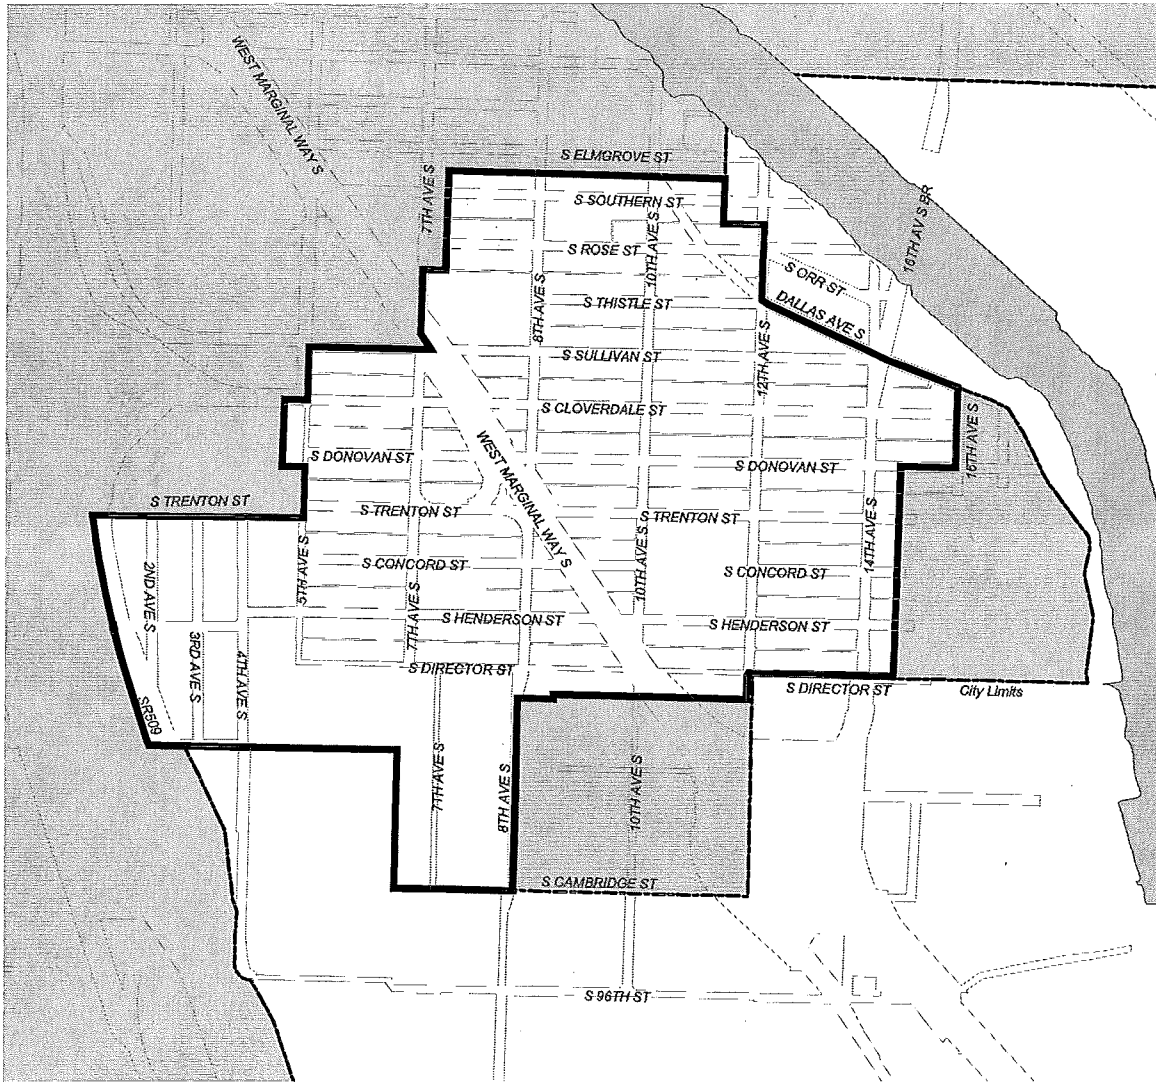 WEST MARGINAL WAY S
S ELMGROVE ST
7TH AVE S
S SOUTHERN ST
16TH AV S BR
10TH AVE S
S ROSE ST
S ORR ST
8TH AVE S
S THISTLE ST
DALLAS AVE S
S SULLIVAN ST
12TH AVE S
S CLOVERDALE ST
16TH AVE S
WEST MARGINAL WAY S
S DONOVAN ST
S DONOVAN ST
S TRENTON ST
S TRENTON ST
S TRENTON ST
14TH AVE S
5TH AVE S
10TH AVE S
2ND AVE S
S CONCORD ST
S CONCORD ST
7TH AVE S
S HENDERSON ST
S HENDERSON ST
3RD AVE S
4TH AVE S
S DIRECTOR ST
S DIRECTOR ST
City Limits
SR509
7TH AVE S
8TH AVE S
10TH AVE S
S CAMBRIDGE ST
S 96TH ST